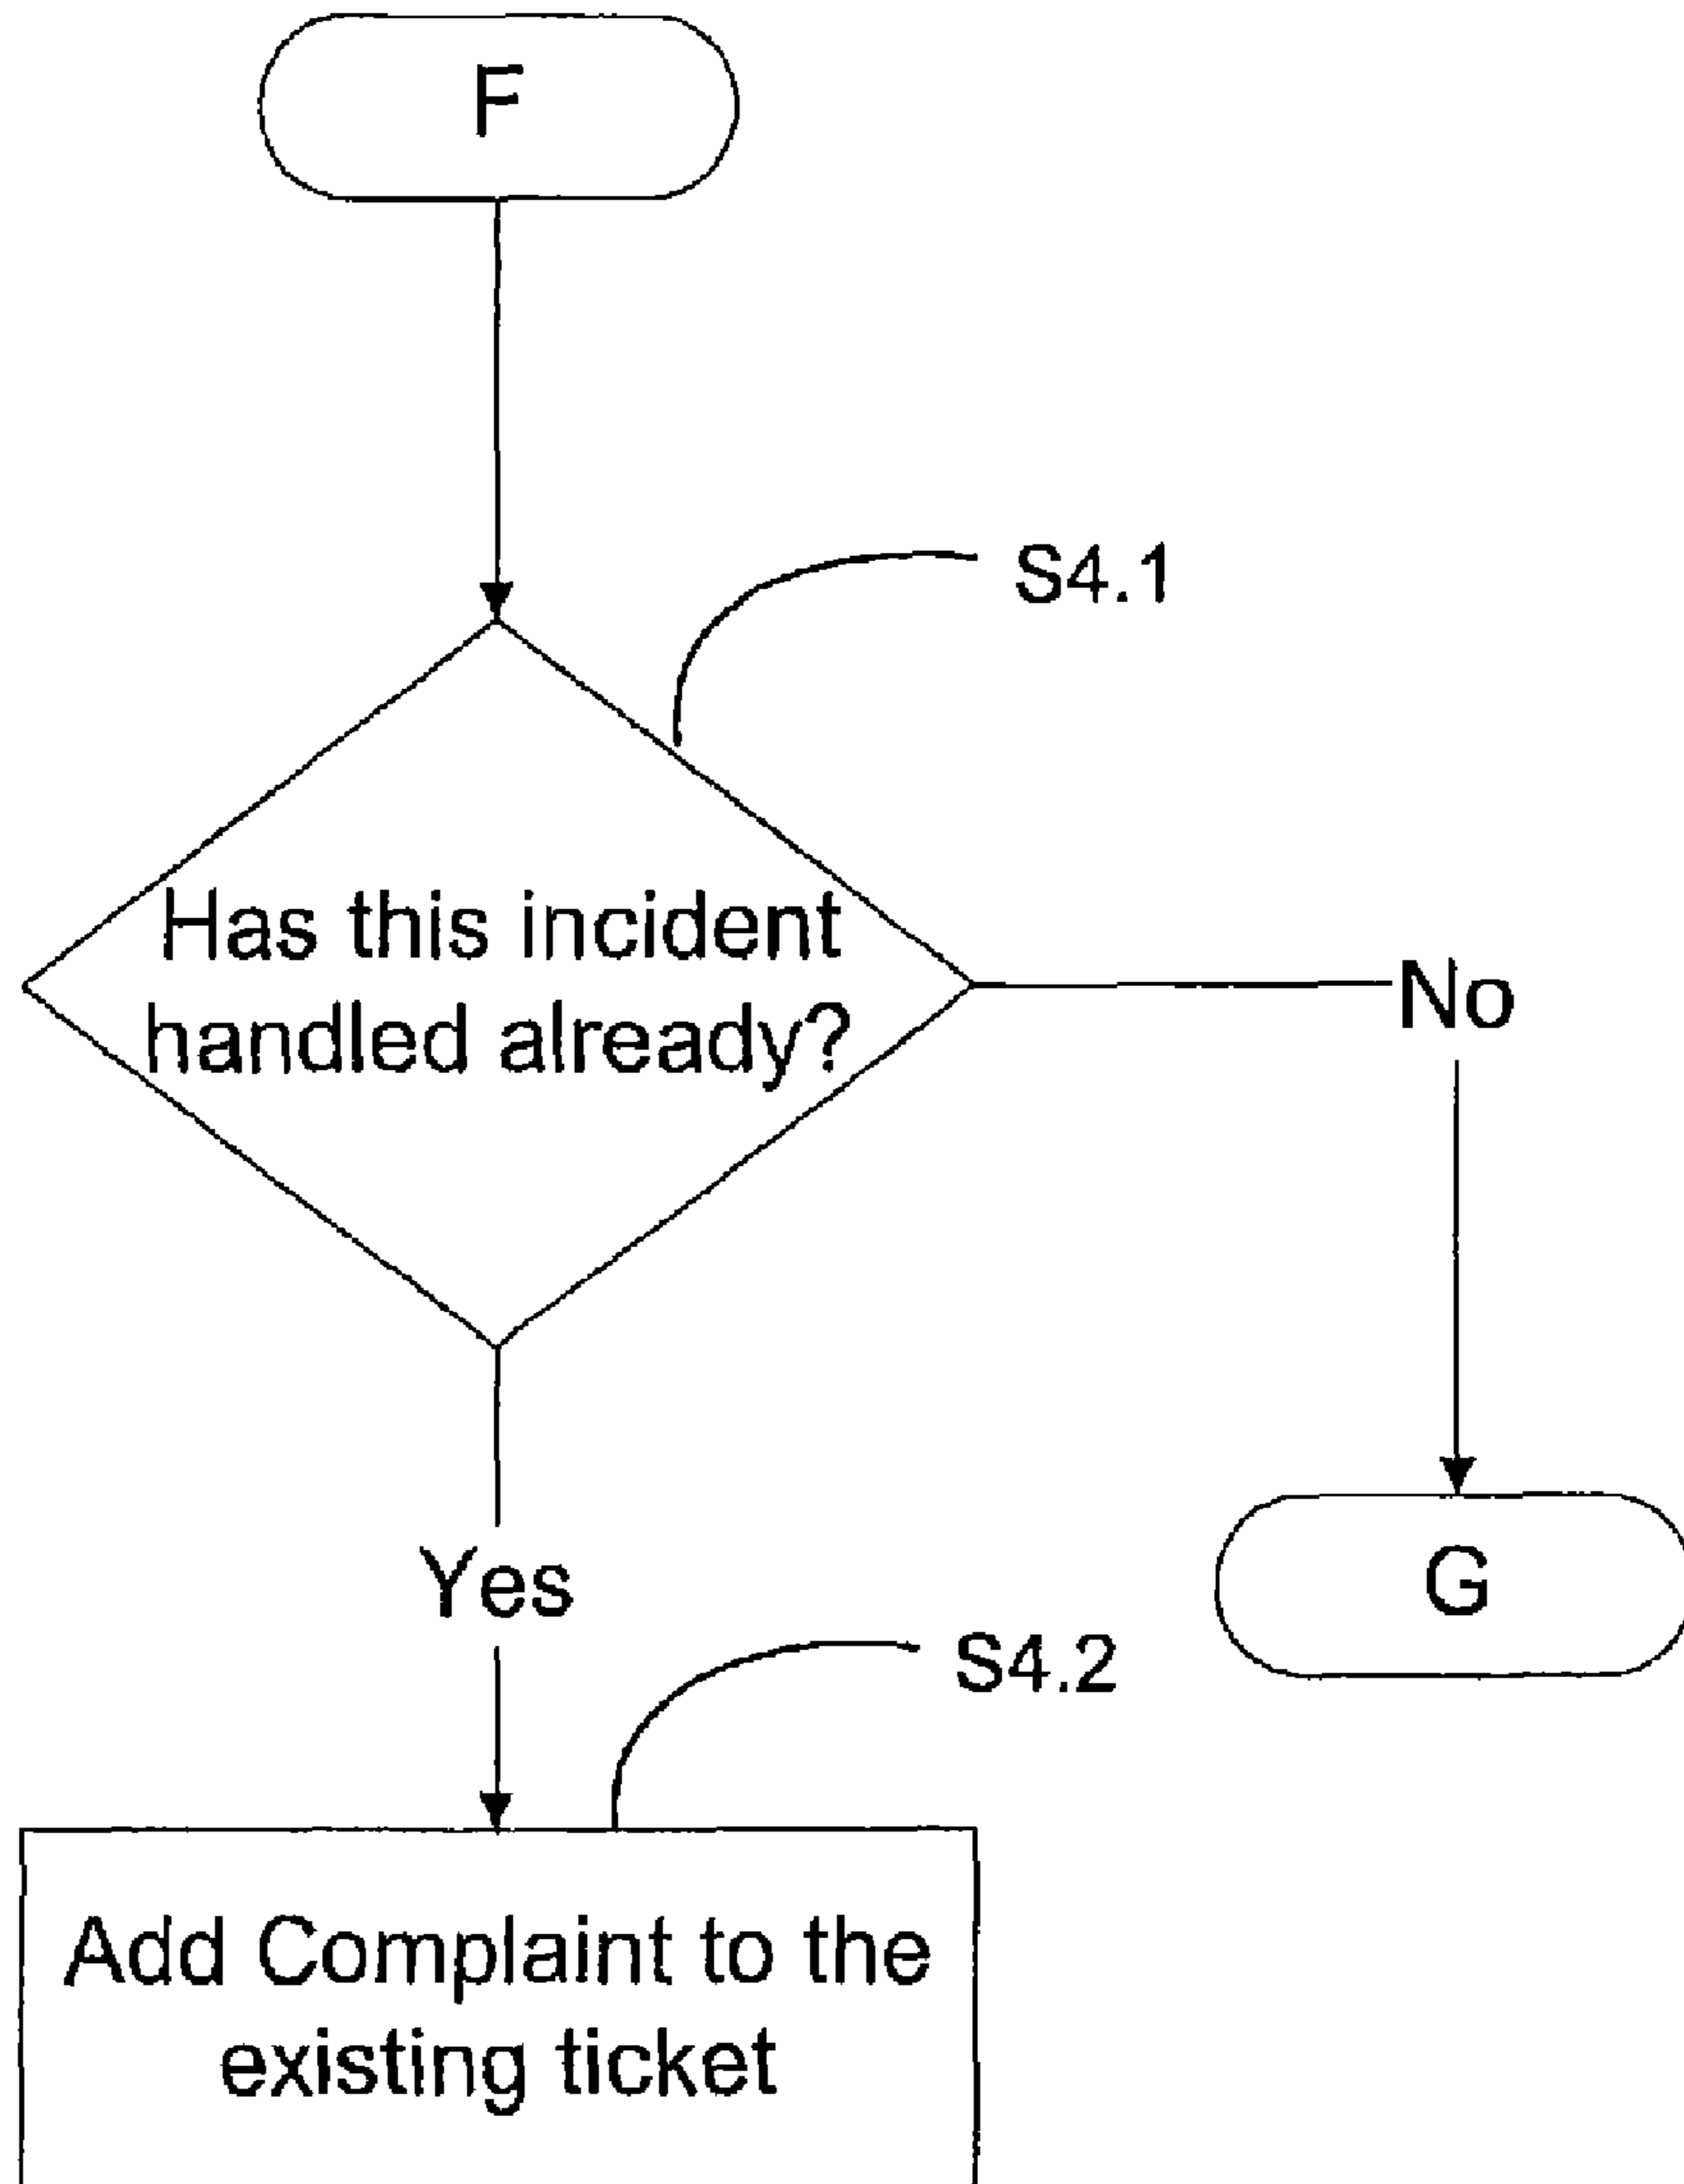 F
S4.1
Has this incident
handled already?
No
Yes
G
S4.2
Add Complaint to the
existing ticket